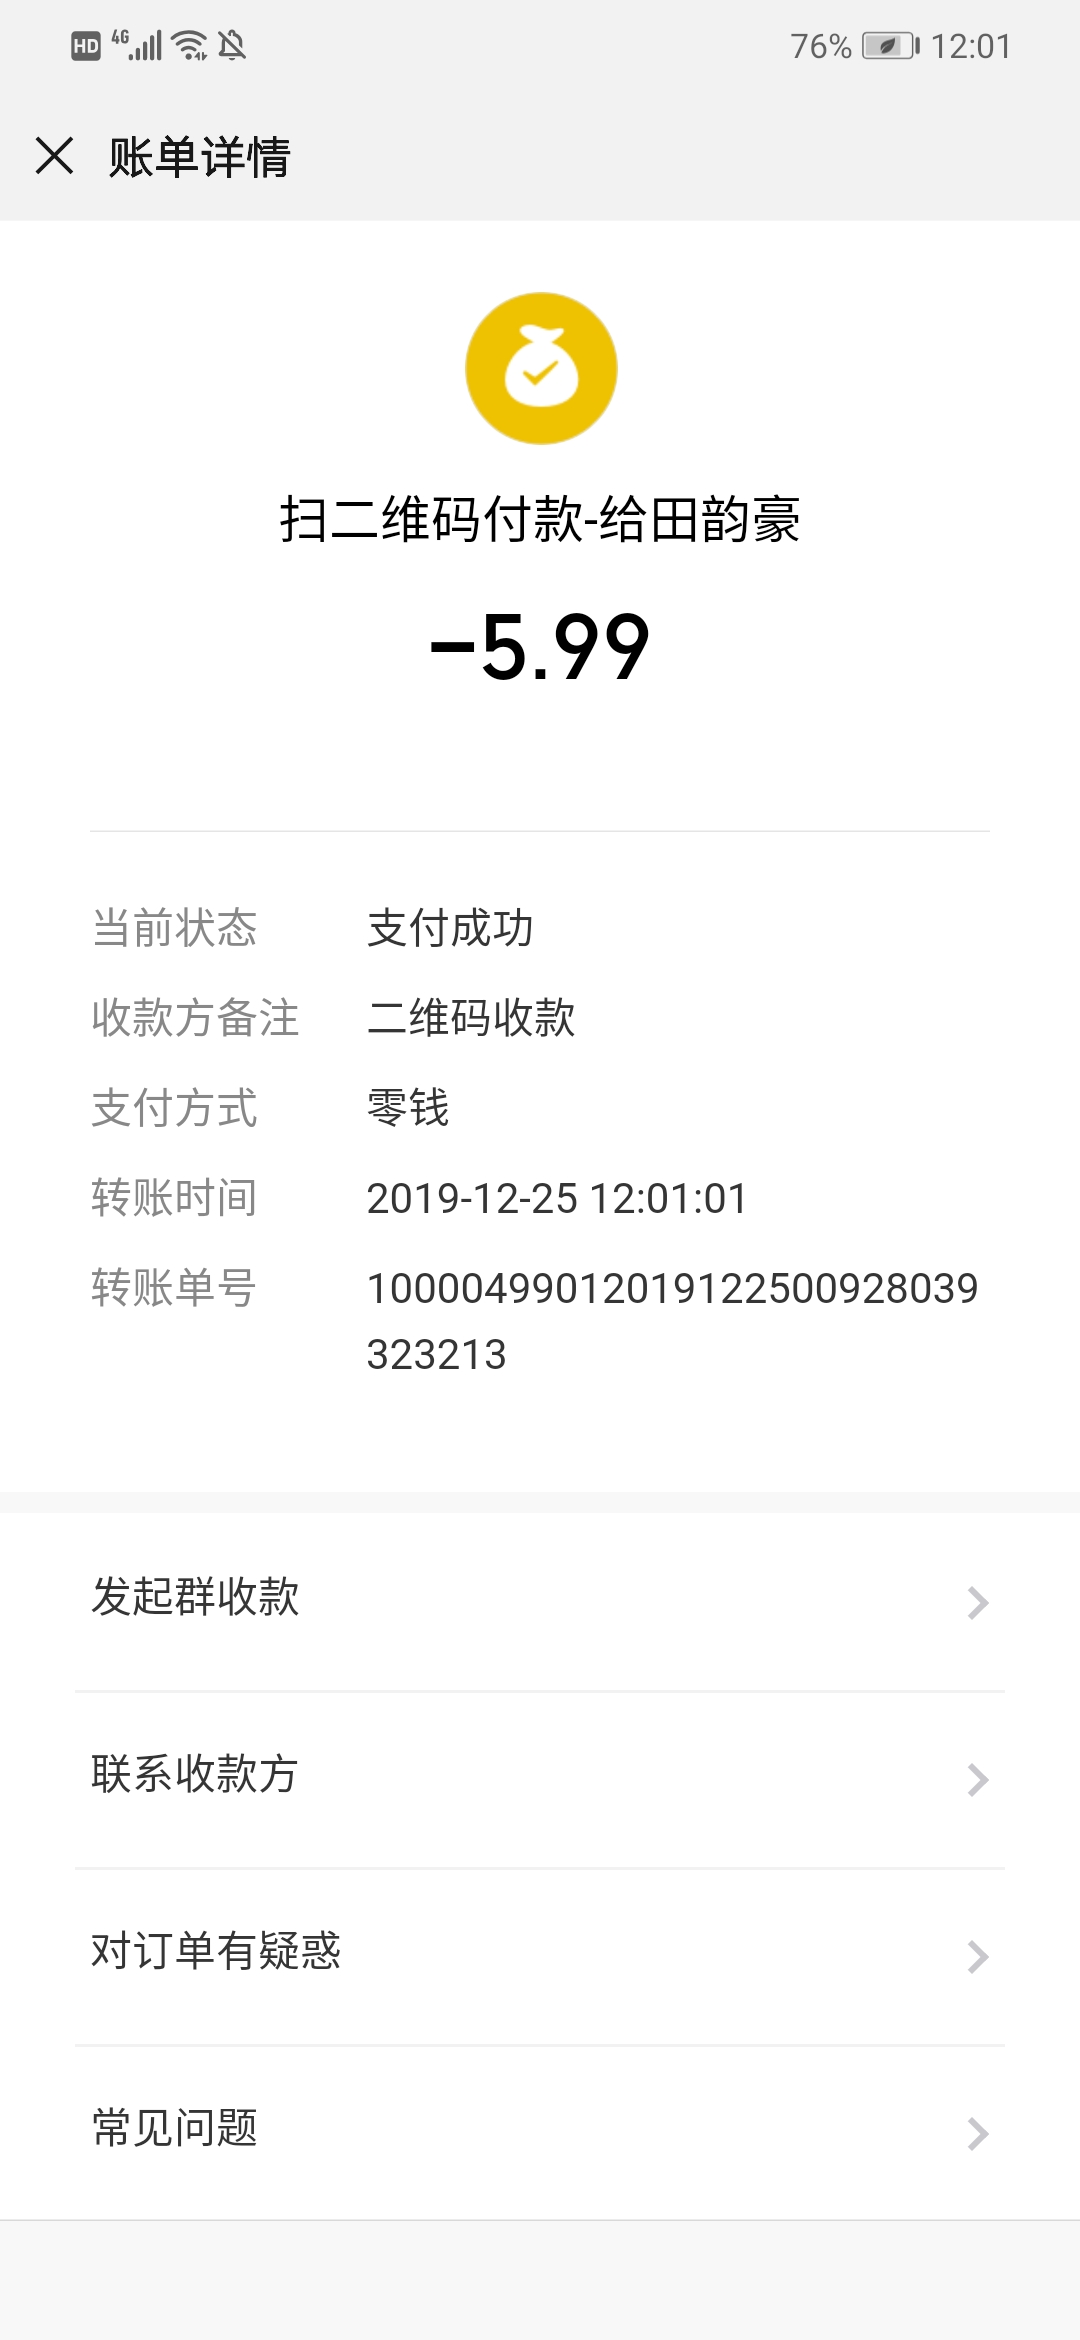 HD 4G 76% 12:01
账单详情
扫二维码付款-给田韵豪
-5.99
当前状态 支付成功
收款方备注 二维码收款
支付方式 零钱
转账时间 2019-12-25 12:01:01
转账单号 10000499012019122500928039
323213
发起群收款
联系收款方
对订单有疑惑
常见问题